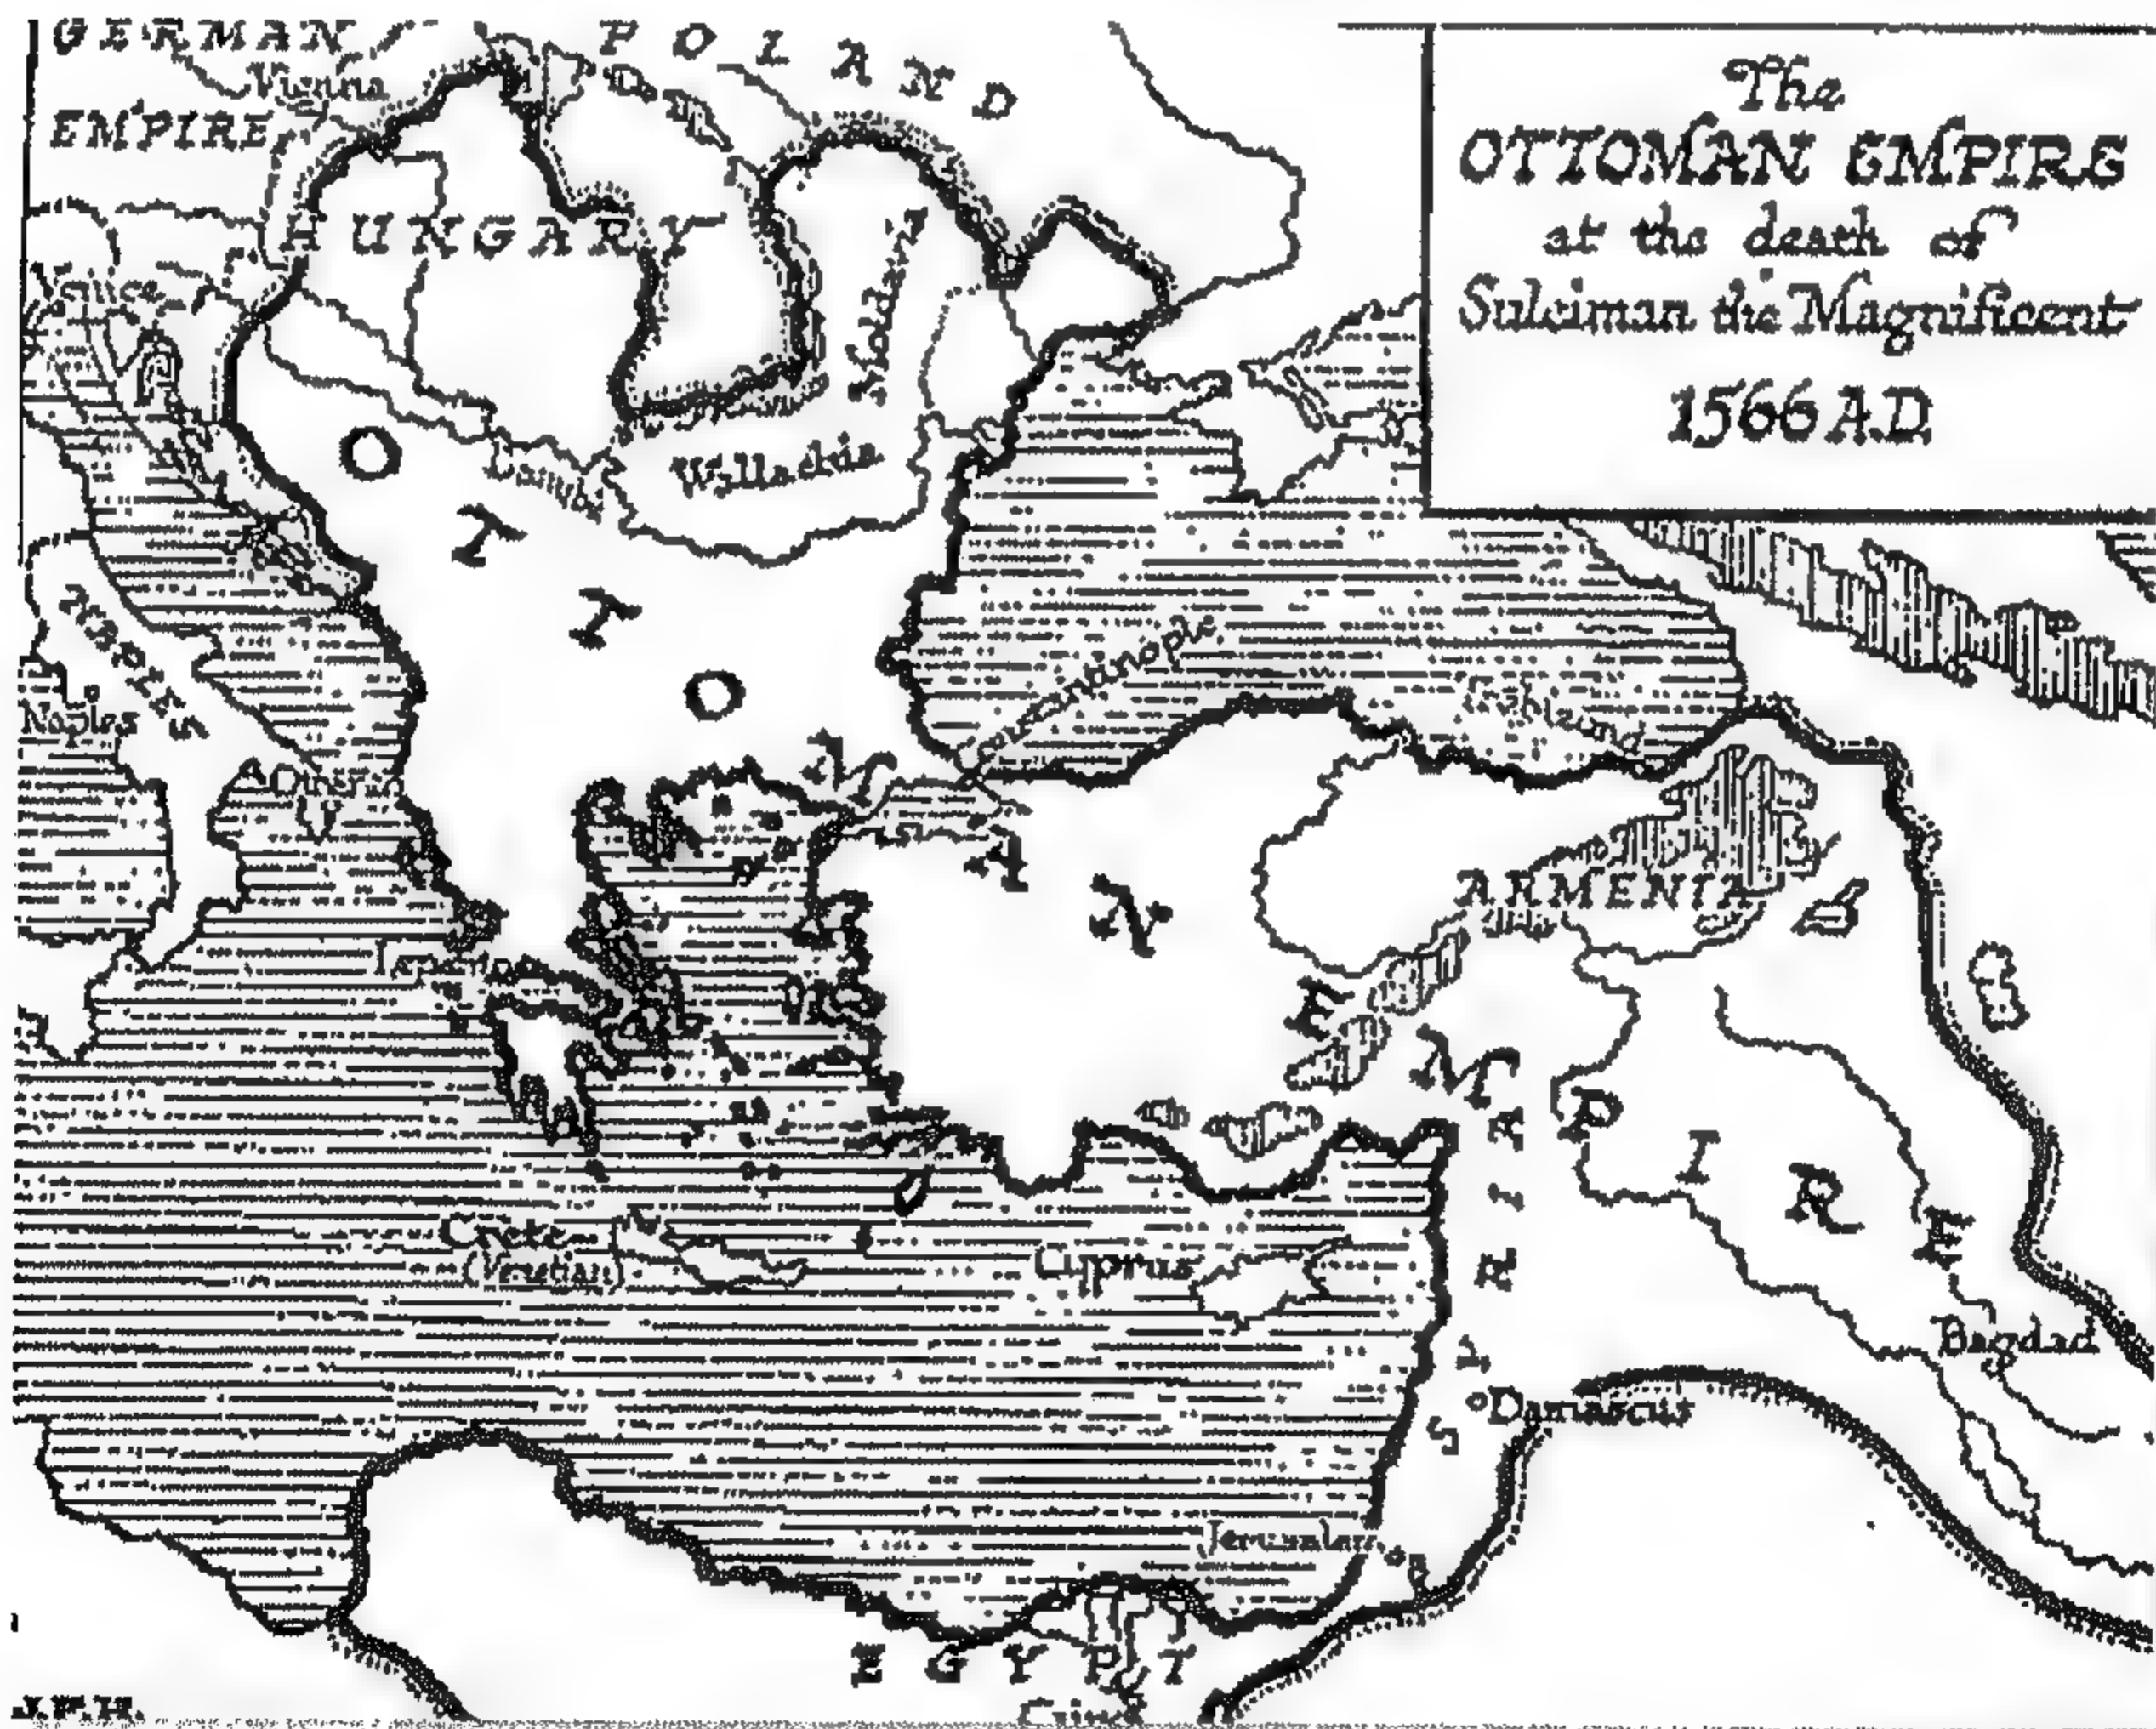 The
OTTOMAN EMPIRE
at the death of
Suleiman the Magnificent
1566 A.D.
GERMAN
EMPIRE
Vienna
POLAND
HUNGARY
Moldavia
Wallachia
Danube
OTTOMAN EMPIRE
NAPLES
Naples
Otranto
Constantinople
Trebizond
ARMENIA
Lepanto
Crete
(Venetian)
Cyprus
SYRIA
Bagdad
Damascus
Jerusalem
EGYPT
Cairo
J.F.H.